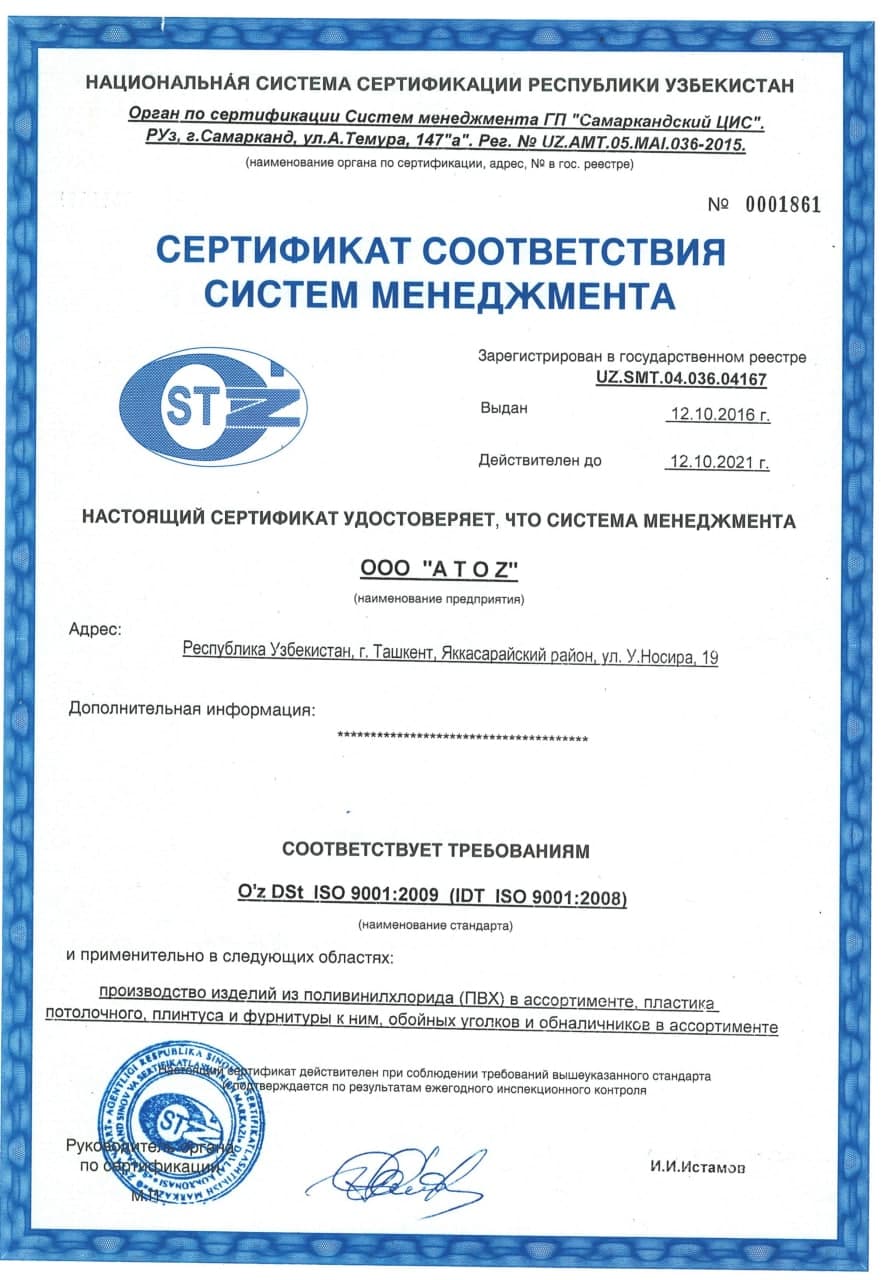 НАЦИОНАЛЬНАЯ СИСТЕМА СЕРТИФИКАЦИИ РЕСПУБЛИКИ УЗБЕКИСТАН
Орган по сертификации Систем менеджмента ГП "Самаркандский ЦИС".
РУз, г.Самарканд, ул.А.Темура, 147"а". Рег. № UZ.AMT.05.MAI.036-2015.
(наименование органа по сертификации, адрес, № в гос. реестре)
№ 0001861
СЕРТИФИКАТ СООТВЕТСТВИЯ
СИСТЕМ МЕНЕДЖМЕНТА
ST
Зарегистрирован в государственном реестре
UZ.SMT.04.036.04167
Выдан 12.10.2016 г.
Действителен до 12.10.2021 г.
НАСТОЯЩИЙ СЕРТИФИКАТ УДОСТОВЕРЯЕТ, ЧТО СИСТЕМА МЕНЕДЖМЕНТА
ООО "A T O Z"
(наименование предприятия)
Адрес:
Республика Узбекистан, г. Ташкент, Яккасарайский район, ул. У.Носира, 19
Дополнительная информация:
**************************************
СООТВЕТСТВУЕТ ТРЕБОВАНИЯМ
O'z DSt ISO 9001:2009 (IDT ISO 9001:2008)
(наименование стандарта)
и применительно в следующих областях:
производство изделий из поливинилхлорида (ПВХ) в ассортименте, пластика
потолочного, плинтуса и фурнитуры к ним, обойных уголков и обналичников в ассортименте
Настоящий сертификат действителен при соблюдении требований вышеуказанного стандарта
и подтверждается по результатам ежегодного инспекционного контроля
Руководитель органа
по сертификации
М.П.
И.И.Истамов
ST